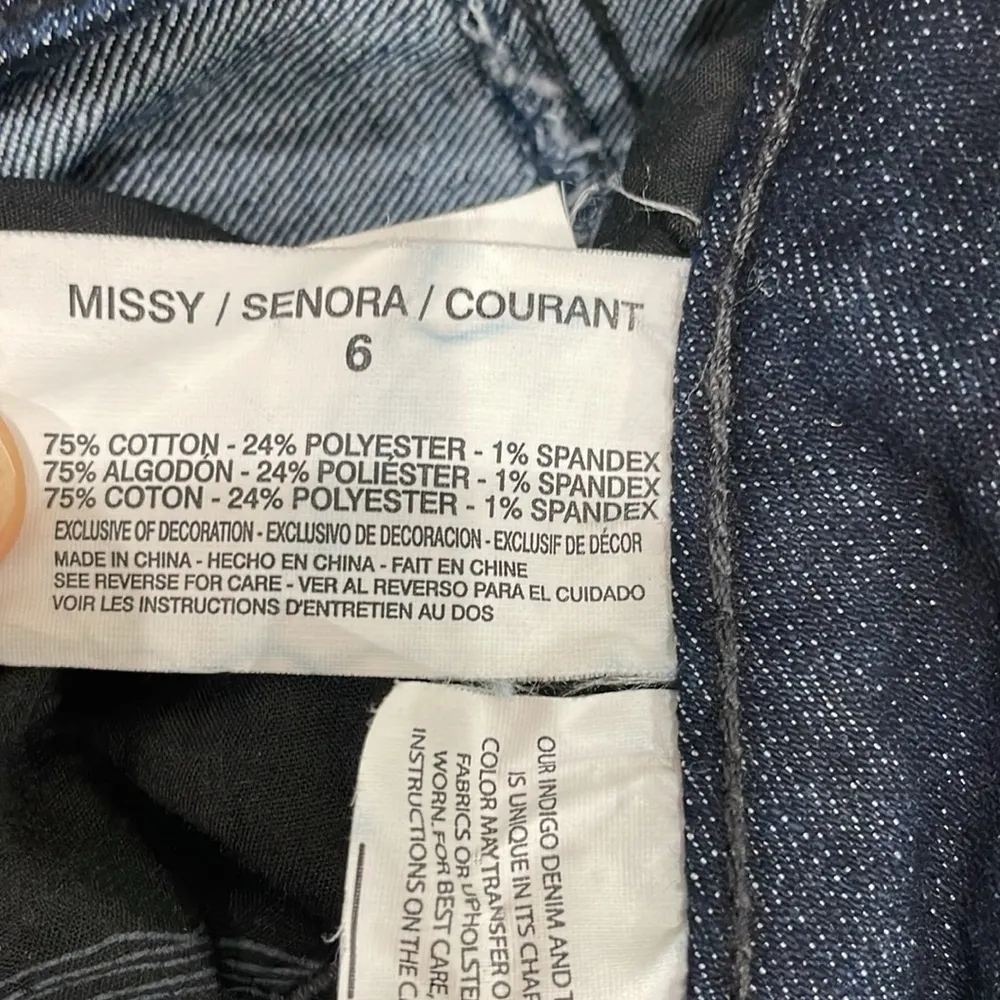 MISSY / SENORA / COURANT
6
75% COTTON - 24% POLYESTER - 1% SPANDEX
75% ALGODÓN - 24% POLIÉSTER - 1% SPANDEX
75% COTON - 24% POLYESTER - 1% SPANDEX
EXCLUSIVE OF DECORATION - EXCLUSIVO DE DECORACION - EXCLUSIF DE DÉCOR
MADE IN CHINA - HECHO EN CHINA - FAIT EN CHINE
SEE REVERSE FOR CARE - VER AL REVERSO PARA EL CUIDADO
VOIR LES INSTRUCTIONS D'ENTRETIEN AU DOS
OUR INDIGO DENIM AND
IS UNIQUE IN ITS
COLOR MAY TRANSFER
FABRICS OR
WORN. FOR BEST CARE,
INSTRUCTIONS ON THE